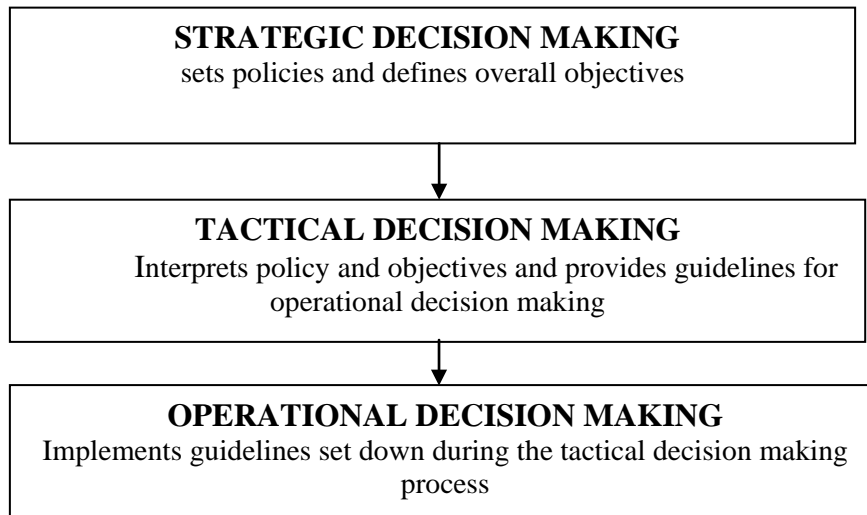 STRATEGIC DECISION MAKING
sets policies and defines overall objectives
TACTICAL DECISION MAKING
Interprets policy and objectives and provides guidelines for
operational decision making
OPERATIONAL DECISION MAKING
Implements guidelines set down during the tactical decision making
process